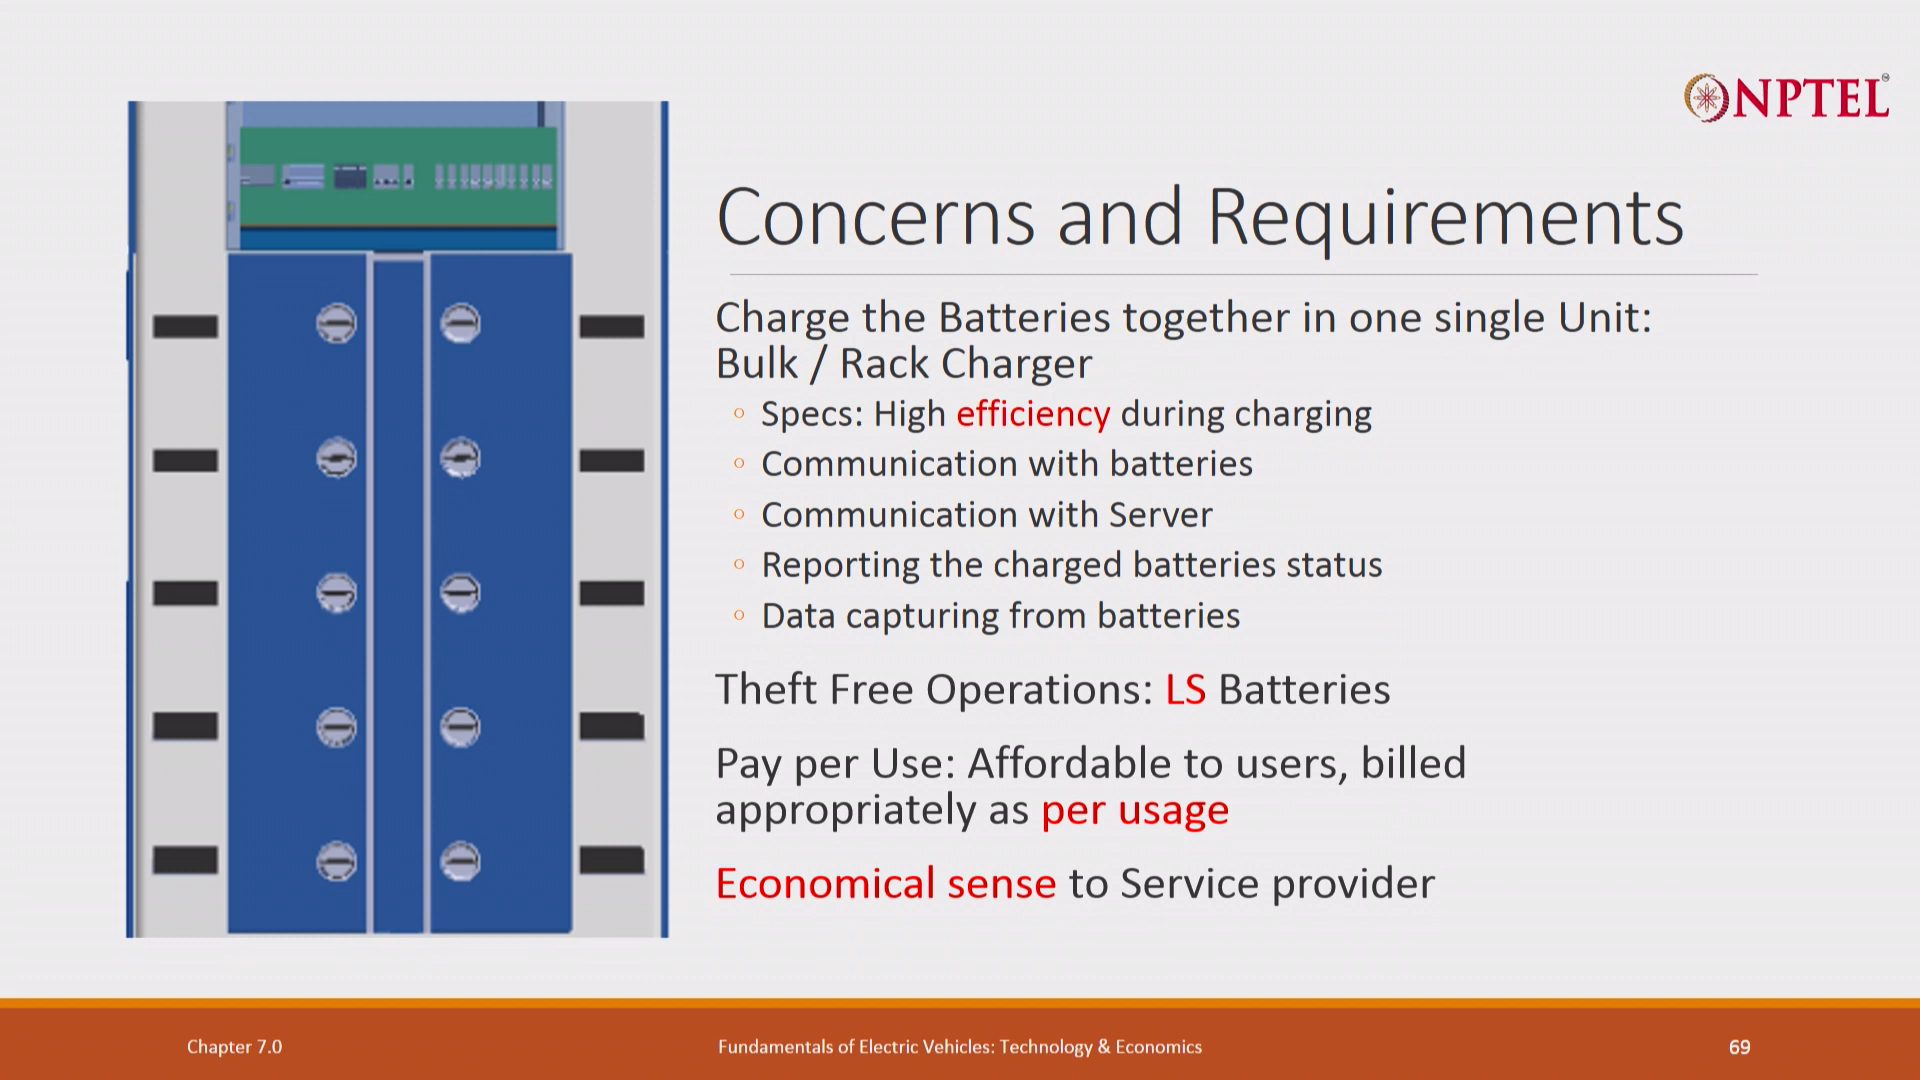 NPTEL
Concerns and Requirements
Charge the Batteries together in one single Unit:
Bulk / Rack Charger
◦ Specs: High efficiency during charging
◦ Communication with batteries
◦ Communication with Server
◦ Reporting the charged batteries status
◦ Data capturing from batteries
Theft Free Operations: LS Batteries
Pay per Use: Affordable to users, billed
appropriately as per usage
Economical sense to Service provider
Chapter 7.0
Fundamentals of Electric Vehicles: Technology & Economics
69